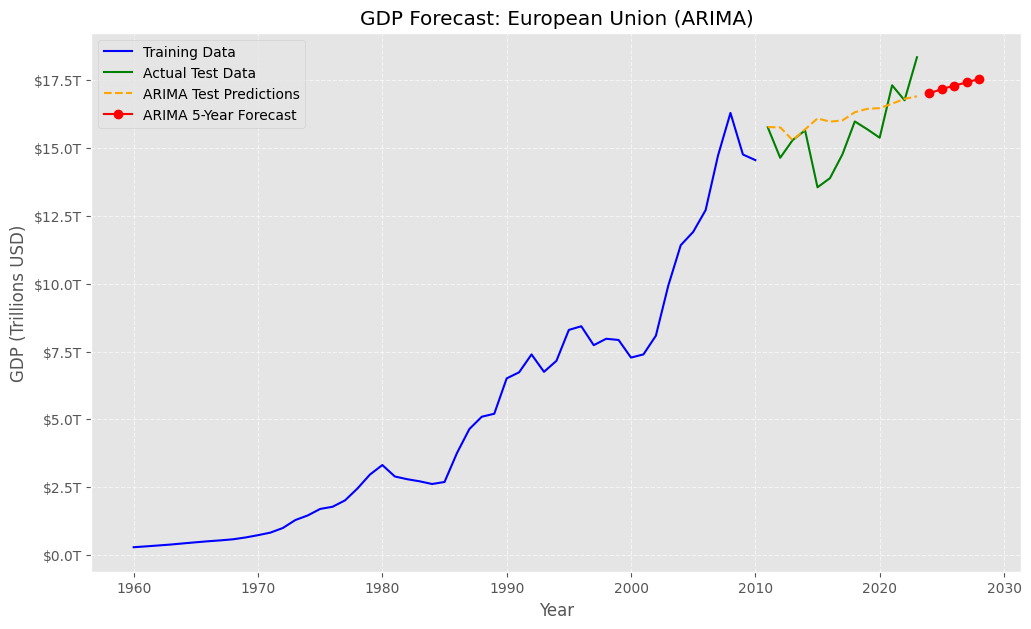 GDP Forecast: European Union (ARIMA)
Training Data
Actual Test Data
ARIMA Test Predictions
ARIMA 5-Year Forecast
GDP (Trillions USD)
$17.5T
$15.0T
$12.5T
$10.0T
$7.5T
$5.0T
$2.5T
$0.0T
1960 1970 1980 1990 2000 2010 2020 2030
Year